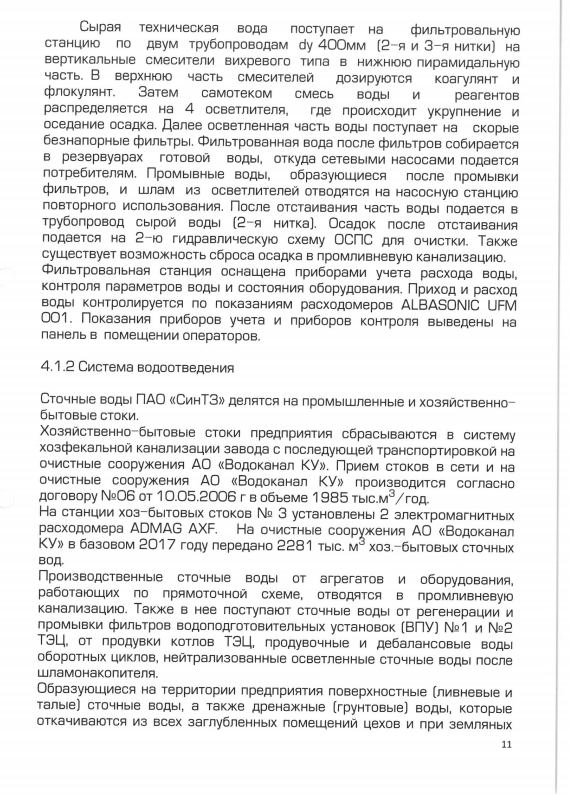 Сырая техническая вода поступает на фильтровальную
станцию по двум трубопроводам dy 400мм (2-я и 3-я нитки) на
вертикальные смесители вихревого типа в нижнюю пирамидальную
часть. В верхнюю часть смесителей дозируются коагулянт и
флокулянт. Затем самотеком смесь воды и реагентов
распределяется на 4 осветлителя, где происходит укрупнение и
оседание осадка. Далее осветленная часть воды поступает на скорые
безнапорные фильтры. Фильтрованная вода после фильтров собирается
в резервуарах готовой воды, откуда сетевыми насосами подается
потребителям. Промывные воды, образующиеся после промывки
фильтров, и шлам из осветлителей отводятся на насосную станцию
повторного использования. После отстаивания часть воды подается в
трубопровод сырой воды (2-я нитка). Осадок после отстаивания
подается на 2-ю гидравлическую схему ОСПС для очистки. Также
существует возможность сброса осадка в промливневую канализацию.
Фильтровальная станция оснащена приборами учета расхода воды,
контроля параметров воды и состояния оборудования. Приход и расход
воды контролируется по показаниям расходомеров ALBASONIC UFM
001. Показания приборов учета и приборов контроля выведены на
панель в помещении операторов.
4.1.2 Система водоотведения
Сточные воды ПАО «СинТЗ» делятся на промышленные и хозяйственно-
бытовые стоки.
Хозяйственно-бытовые стоки предприятия сбрасываются в систему
хозфекальной канализации завода с последующей транспортировкой на
очистные сооружения АО «Водоканал КУ». Прием стоков в сети и на
очистные сооружения АО «Водоканал КУ» производится согласно
договору №06 от 10.05.2006 г в объеме 1985 тыс.м³/год.
На станции хоз-бытовых стоков № 3 установлены 2 электромагнитных
расходомера ADMAG AXF. На очистные сооружения АО «Водоканал
КУ» в базовом 2017 году передано 2281 тыс. м³ хоз.-бытовых сточных
вод.
Производственные сточные воды от агрегатов и оборудования,
работающих по прямоточной схеме, отводятся в промливневую
канализацию. Также в нее поступают сточные воды от регенерации и
промывки фильтров водоподготовительных установок (ВПУ) №1 и №2
ТЭЦ, от продувки котлов ТЭЦ, продувочные и дебалансовые воды
оборотных циклов, нейтрализованные осветленные сточные воды после
шламонакопителя.
Образующиеся на территории предприятия поверхностные (ливневые и
талые) сточные воды, а также дренажные (грунтовые) воды, которые
откачиваются из всех заглубленных помещений цехов и при земляных
11